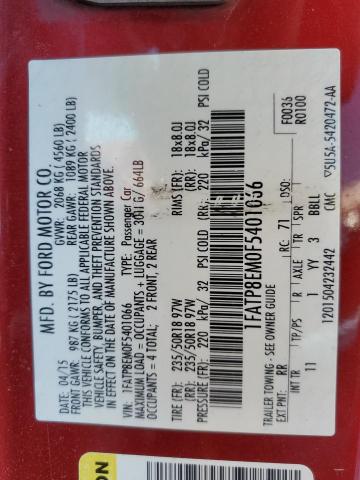 MFD. BY FORD MOTOR CO.
DATE: 04/15 GVWR: 2068 KG ( 4560 LB)
FRONT GAWR: 987 KG ( 2175 LB) REAR GAWR: 1089 KG ( 2400 LB)
THIS VEHICLE CONFORMS TO ALL APPLICABLE FEDERAL MOTOR
VEHICLE SAFETY, BUMPER, AND THEFT PREVENTION STANDARDS
IN EFFECT ON THE DATE OF MANUFACTURE SHOWN ABOVE.
VIN: 1FATP8EM0F5401066 TYPE: Passenger Car
MAXIMUM LOAD = OCCUPANTS + LUGGAGE = 301 G/ 664LB
OCCUPANTS = 4 TOTAL: 2 FRONT, 2 REAR
TIRE (FR): 235/50R18 97W RIMS (FR): 18x8.0J
TIRE (RR): 235/50R18 97W (RR): 18x8.0J
PRESSURE (FR): 220 kPa/ 32 PSI COLD (RR): 220 kPa/ 32 PSI COLD
1FATP8EM0F5401066
TRAILER TOWING - SEE OWNER GUIDE
F0036
R0100
EXT PNT: RR RC: 71 DSO:
INTR TR TP/PS R AXLE TR SPR
11 1 YY 3 BBLL
12015042324​42 CMC 5U5A-5420472-AA
ON